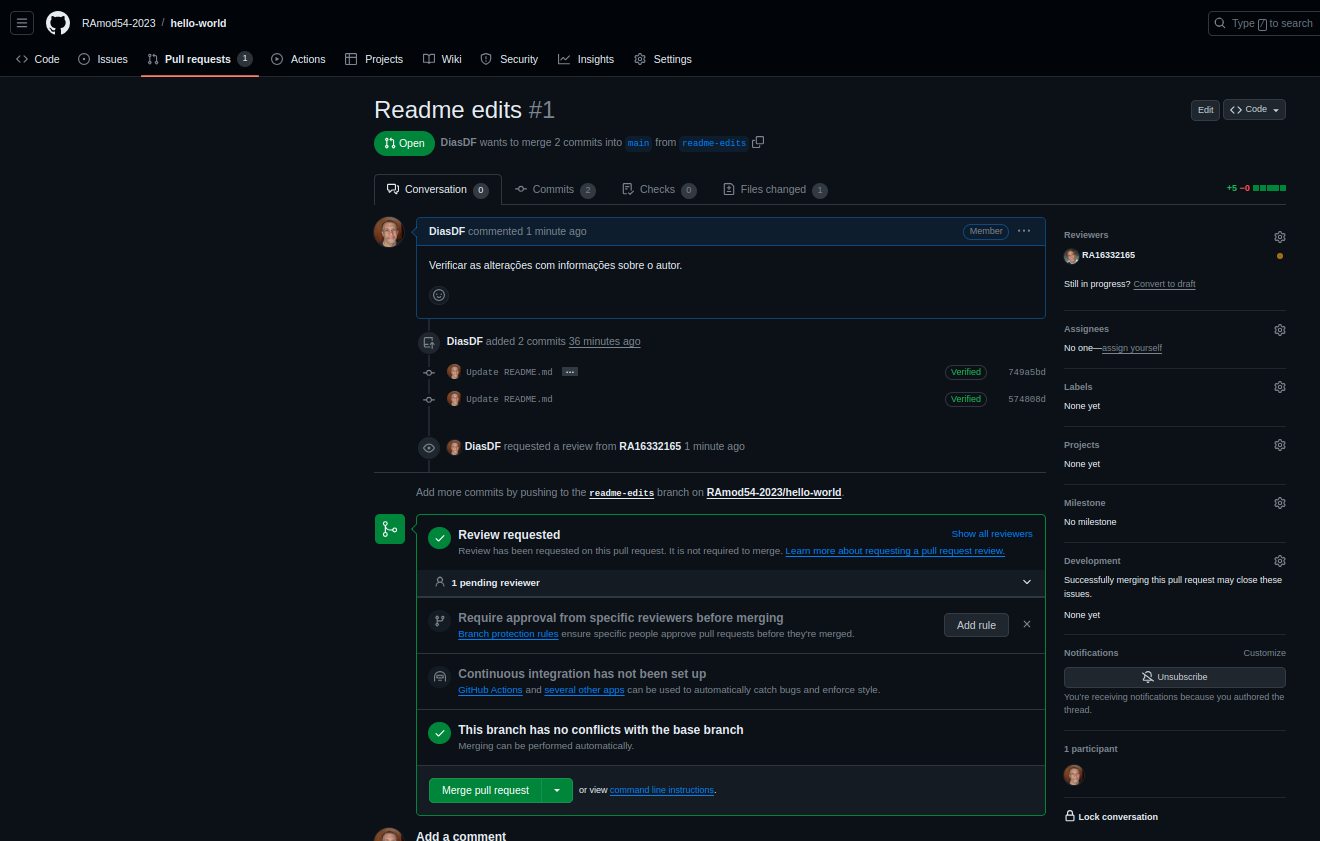 RAmod54-2023 / hello-world
Type / to search
Code Issues Pull requests 1 Actions Projects Wiki Security Insights Settings
Readme edits #1
Edit Code
Open DiasDF wants to merge 2 commits into main from readme-edits
Conversation 0 Commits 2 Checks 0 Files changed 1
+5 −0
DiasDF commented 1 minute ago
Member ...
Verificar as alterações com informações sobre o autor.
DiasDF added 2 commits 36 minutes ago
Update README.md ... Verified 749a5bd
Update README.md Verified 574808d
DiasDF requested a review from RA16332165 1 minute ago
Add more commits by pushing to the readme-edits branch on RAmod54-2023/hello-world.
Review requested
Show all reviewers
Review has been requested on this pull request. It is not required to merge. Learn more about requesting a pull request review.
1 pending reviewer
Require approval from specific reviewers before merging
Branch protection rules ensure specific people approve pull requests before they're merged.
Add rule
Continuous integration has not been set up
GitHub Actions and several other apps can be used to automatically catch bugs and enforce style.
This branch has no conflicts with the base branch
Merging can be performed automatically.
Merge pull request or view command line instructions.
Add a comment
Reviewers
RA16332165
Still in progress? Convert to draft
Assignees
No one—assign yourself
Labels
None yet
Projects
None yet
Milestone
No milestone
Development
Successfully merging this pull request may close these
issues.
None yet
Notifications Customize
Unsubscribe
You're receiving notifications because you authored the
thread.
1 participant
Lock conversation